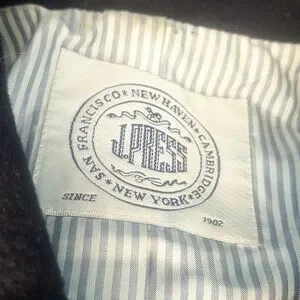 SAN FRANCISCO * NEW HAVEN * CAMBRIDGE * NEW YORK *
J. PRESS
SINCE 1902